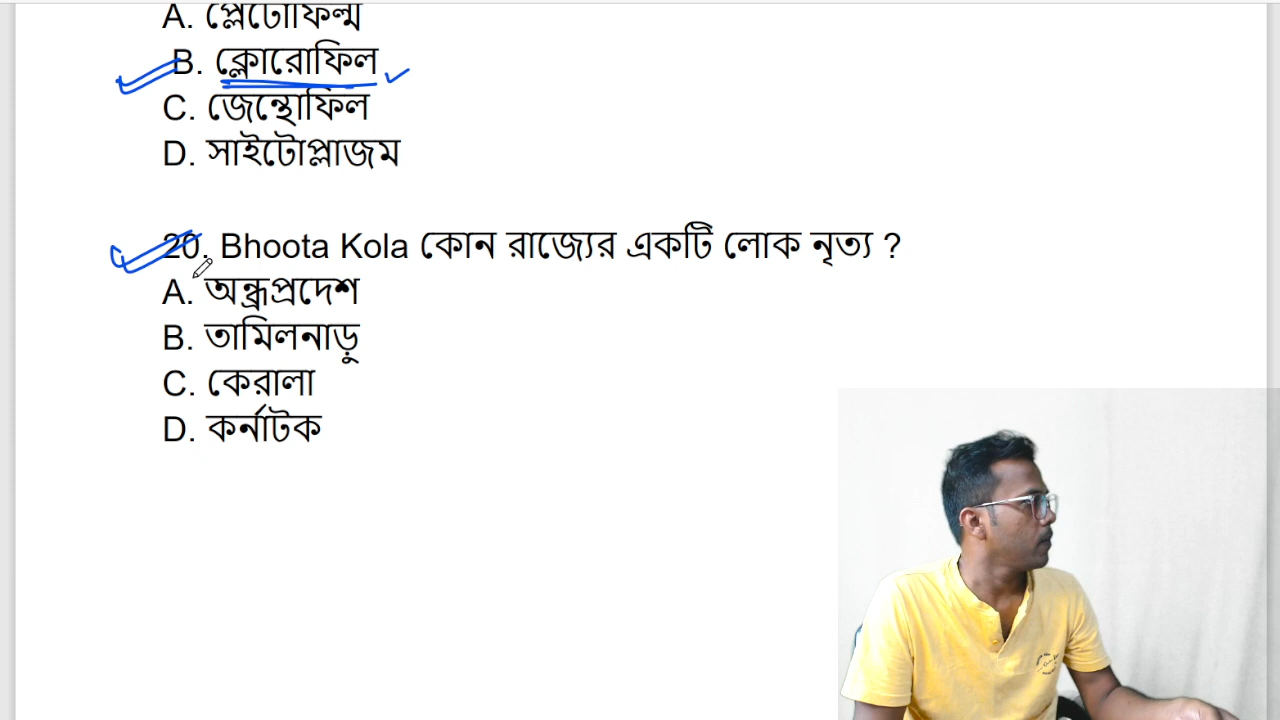 A. প্লেটোফিল্ম
B. ক্লোরোফিল
C. জেন্থোফিল
D. সাইটোপ্লাজম
20. Bhoota Kola কোন রাজ্যের একটি লোক নৃত্য ?
A. অন্ধ্রপ্রদেশ
B. তামিলনাড়ু
C. কেরালা
D. কর্নাটক